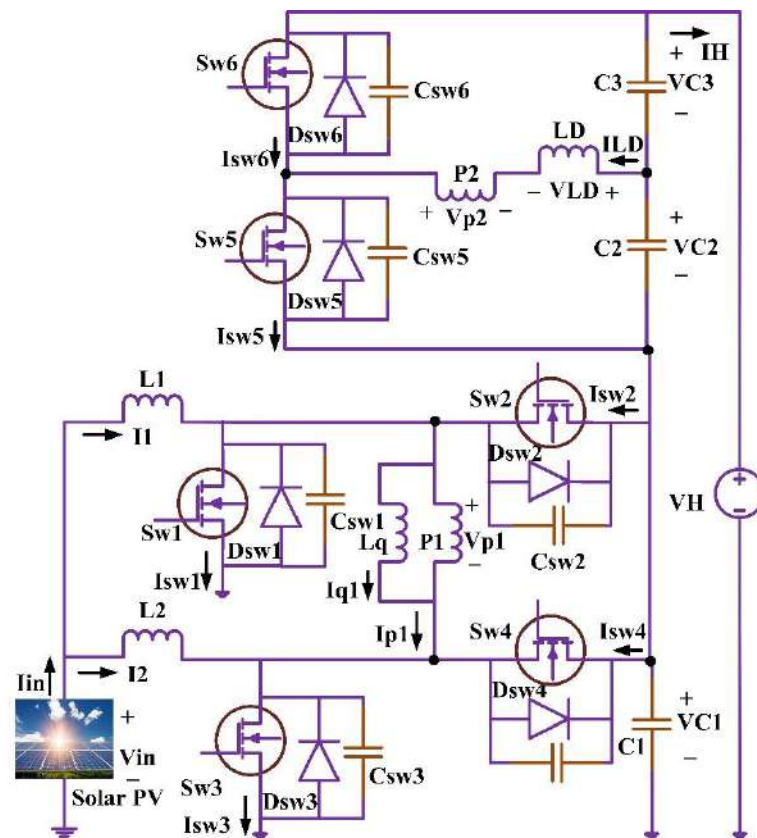 Sw6
Csw6
Dsw6
Isw6
+ IH
C3 VC3
−
LD
ILD
P2
− VLD +
+ Vp2 −
Sw5
Csw5
Dsw5
Isw5
+
C2 VC2
−
L1
I1
Sw2
Isw2
Dsw2
Csw2
Csw1
Sw1
Dsw1
Isw1
Lq
P1
+
Vp1
−
Iq1
Ip1
VH
+
−
L2
I2
Iin
Sw4
Isw4
Dsw4
+
VC1
−
C1
+
Vin
−
Solar PV
Sw3
Dsw3
Csw3
Isw3